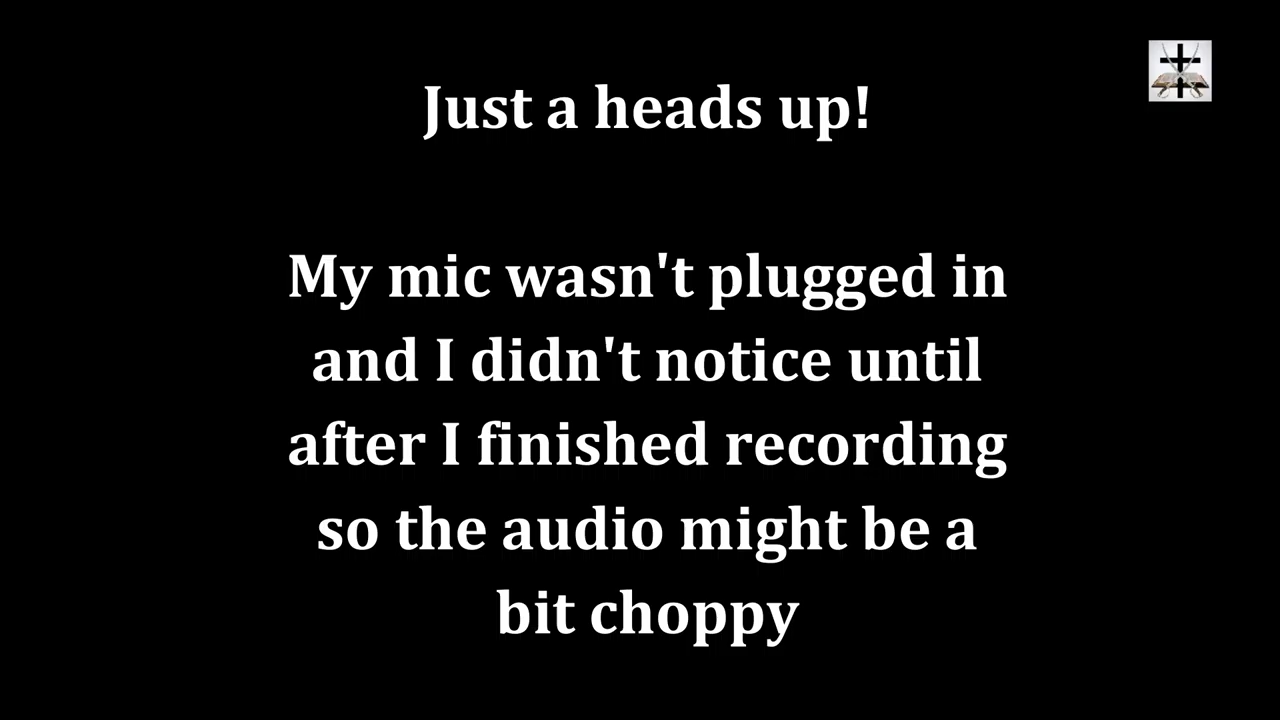 Just a heads up!
My mic wasn't plugged in
and I didn't notice until
after I finished recording
so the audio might be a
bit choppy